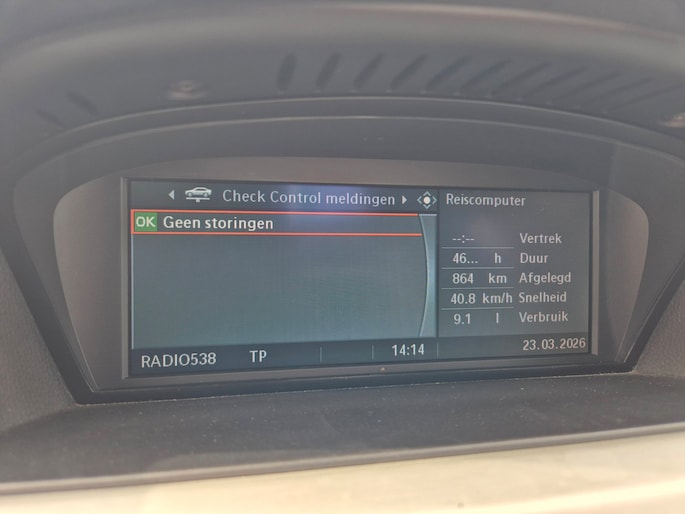 Check Control meldingen
OK Geen storingen
Reiscomputer
--:-- Vertrek
46... h Duur
864 km Afgelegd
40.8 km/h Snelheid
9.1 l Verbruik
RADIO538 TP 14:14 23.03.2026